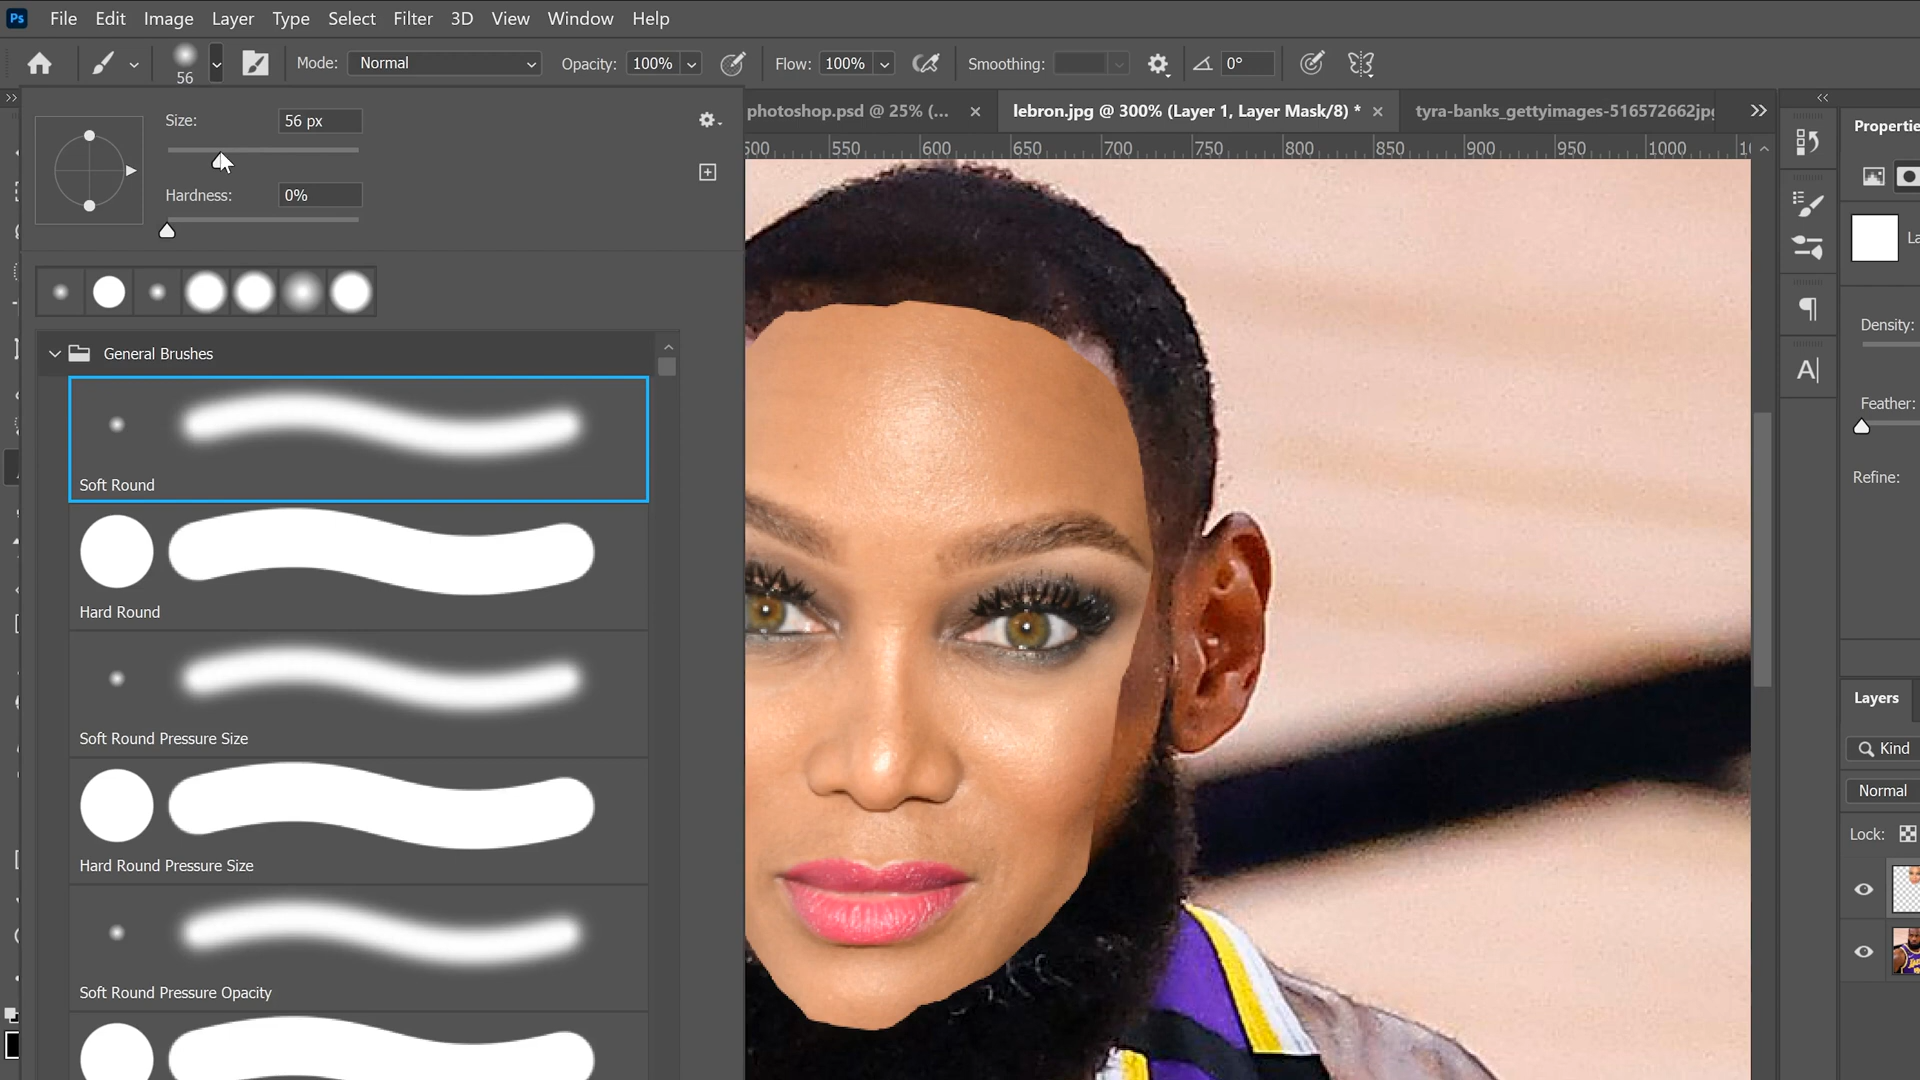 Ps File Edit Image Layer Type Select Filter 3D View Window Help
56 Mode: Normal Opacity: 100% Flow: 100% Smoothing: 0°
photoshop.psd @ 25% (... × lebron.jpg @ 300% (Layer 1, Layer Mask/8) * × tyra-banks_gettyimages-516572662jpg
500 550 600 650 700 750 800 850 900 950 1000
Size: 56 px
Hardness: 0%
General Brushes
Soft Round
Hard Round
Soft Round Pressure Size
Hard Round Pressure Size
Soft Round Pressure Opacity
Propertie
La
Density:
Feather:
Refine:
Layers
Kind
Normal
Lock: